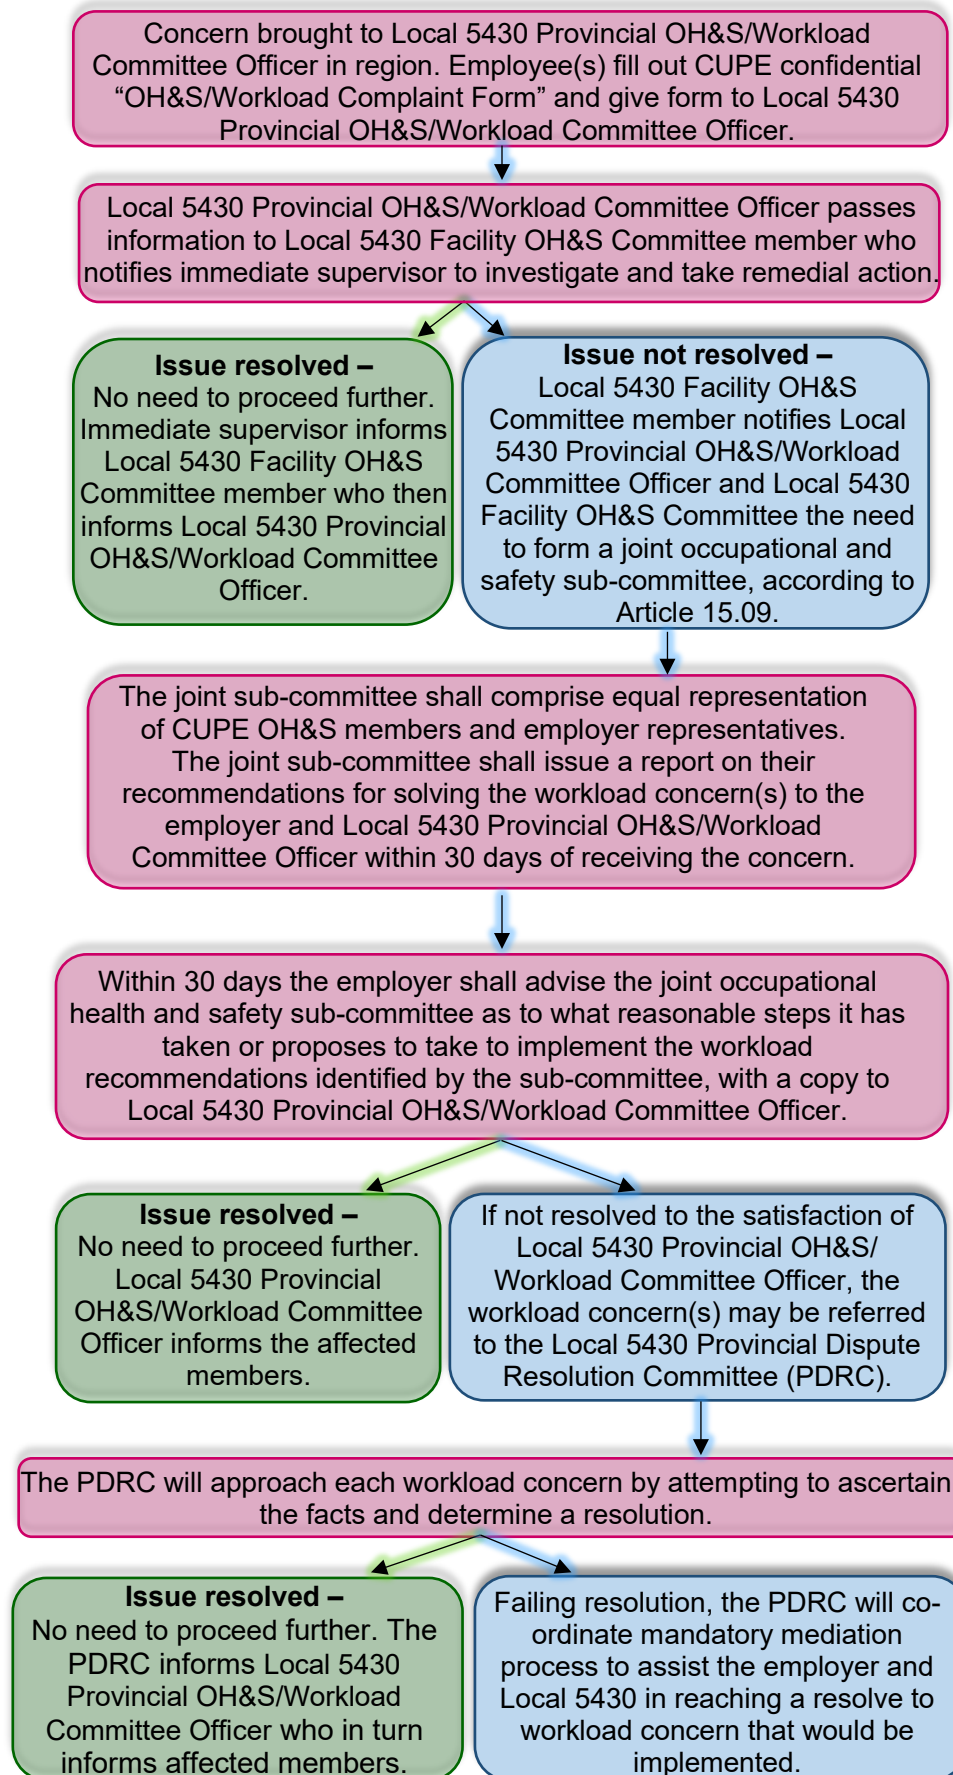 Concern brought to Local 5430 Provincial OH&S/Workload
Committee Officer in region. Employee(s) fill out CUPE confidential
“OH&S/Workload Complaint Form” and give form to Local 5430
Provincial OH&S/Workload Committee Officer.
Local 5430 Provincial OH&S/Workload Committee Officer passes
information to Local 5430 Facility OH&S Committee member who
notifies immediate supervisor to investigate and take remedial action.
Issue resolved –
No need to proceed further.
Immediate supervisor informs
Local 5430 Facility OH&S
Committee member who then
informs Local 5430 Provincial
OH&S/Workload Committee
Officer.
Issue not resolved –
Local 5430 Facility OH&S
Committee member notifies Local
5430 Provincial OH&S/Workload
Committee Officer and Local 5430
Facility OH&S Committee the need
to form a joint occupational and
safety sub-committee, according to
Article 15.09.
The joint sub-committee shall comprise equal representation
of CUPE OH&S members and employer representatives.
The joint sub-committee shall issue a report on their
recommendations for solving the workload concern(s) to the
employer and Local 5430 Provincial OH&S/Workload
Committee Officer within 30 days of receiving the concern.
Within 30 days the employer shall advise the joint occupational
health and safety sub-committee as to what reasonable steps it has
taken or proposes to take to implement the workload
recommendations identified by the sub-committee, with a copy to
Local 5430 Provincial OH&S/Workload Committee Officer.
Issue resolved –
No need to proceed further.
Local 5430 Provincial
OH&S/Workload Committee
Officer informs the affected
members.
If not resolved to the satisfaction of
Local 5430 Provincial OH&S/
Workload Committee Officer, the
workload concern(s) may be referred
to the Local 5430 Provincial Dispute
Resolution Committee (PDRC).
The PDRC will approach each workload concern by attempting to ascertain
the facts and determine a resolution.
Issue resolved –
No need to proceed further. The
PDRC informs Local 5430
Provincial OH&S/Workload
Committee Officer who in turn
informs affected members.
Failing resolution, the PDRC will co-
ordinate mandatory mediation
process to assist the employer and
Local 5430 in reaching a resolve to
workload concern that would be
implemented.